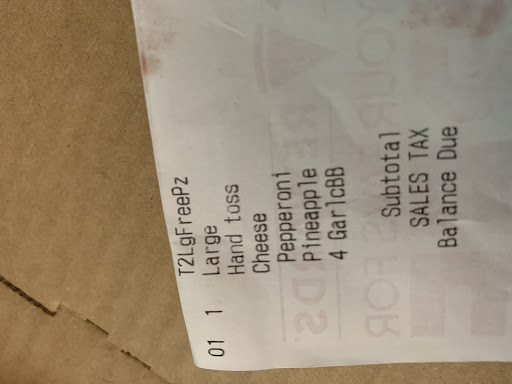 T2LgFreePz
01 1 Large
Hand toss
Cheese
Pepperoni
Pineapple
4 GarlcBB
Subtotal
SALES TAX
Balance Due